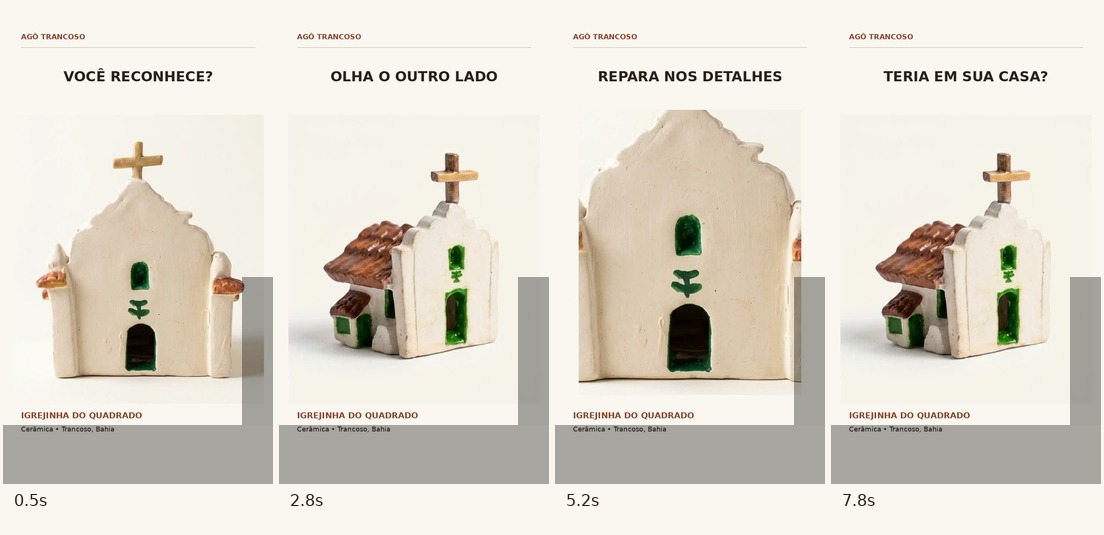 AGÔ TRANCOSO
VOCÊ RECONHECE?
IGREJINHA DO QUADRADO
Cerâmica • Trancoso, Bahia
0.5s
AGÔ TRANCOSO
OLHA O OUTRO LADO
IGREJINHA DO QUADRADO
Cerâmica • Trancoso, Bahia
2.8s
AGÔ TRANCOSO
REPARA NOS DETALHES
IGREJINHA DO QUADRADO
Cerâmica • Trancoso, Bahia
5.2s
AGÔ TRANCOSO
TERIA EM SUA CASA?
IGREJINHA DO QUADRADO
Cerâmica • Trancoso, Bahia
7.8s